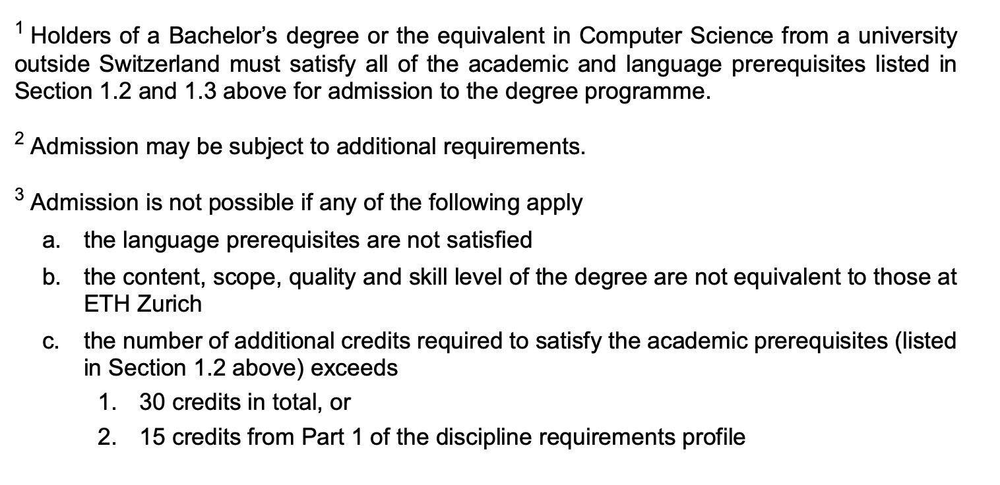 ¹ Holders of a Bachelor’s degree or the equivalent in Computer Science from a university
outside Switzerland must satisfy all of the academic and language prerequisites listed in
Section 1.2 and 1.3 above for admission to the degree programme.
² Admission may be subject to additional requirements.
³ Admission is not possible if any of the following apply
a. the language prerequisites are not satisfied
b. the content, scope, quality and skill level of the degree are not equivalent to those at
ETH Zurich
c. the number of additional credits required to satisfy the academic prerequisites (listed
in Section 1.2 above) exceeds
1. 30 credits in total, or
2. 15 credits from Part 1 of the discipline requirements profile